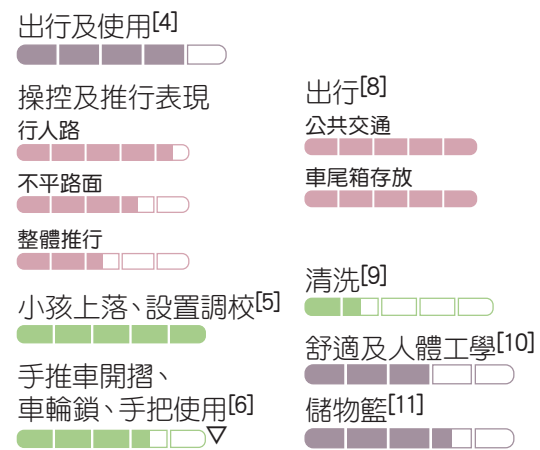 出行及使用[4]
操控及推行表現
行人路
不平路面
整體推行
小孩上落、設置調校[5]
手推車開摺、
車輪鎖、手把使用[6]
▽
出行[8]
公共交通
車尾箱存放
清洗[9]
舒適及人體工學[10]
儲物籃[11]